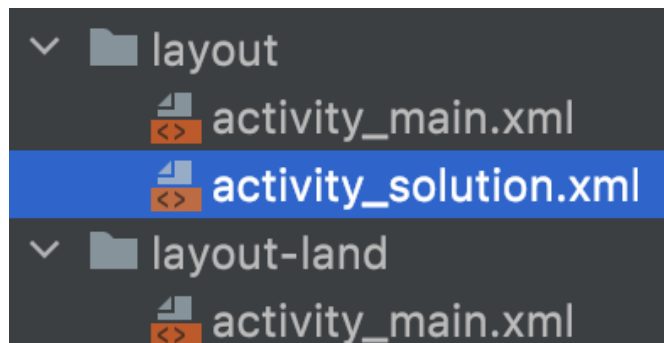 layout
activity_main.xml
activity_solution.xml
layout-land
activity_main.xml